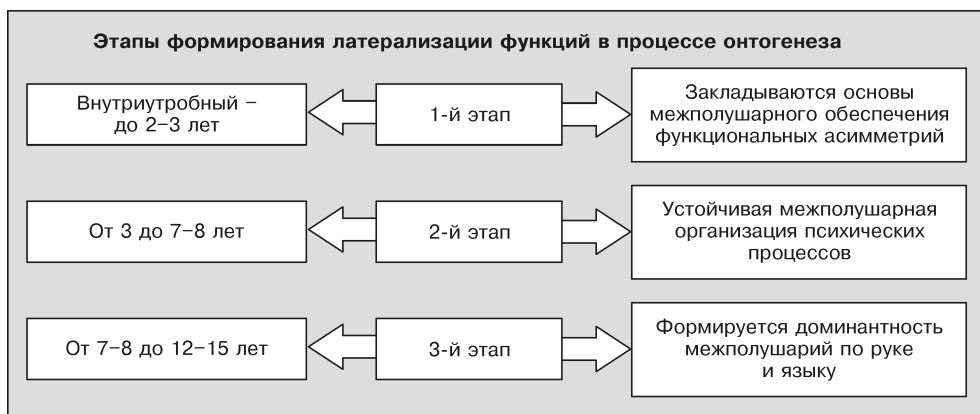 Этапы формирования латерализации функций в процессе онтогенеза
Внутриутробный –
до 2–3 лет
1-й этап
Закладываются основы
межполушарного обеспечения
функциональных асимметрий
От 3 до 7–8 лет
2-й этап
Устойчивая межполушарная
организация психических
процессов
От 7–8 до 12–15 лет
3-й этап
Формируется доминантность
межполушарий по руке
и языку